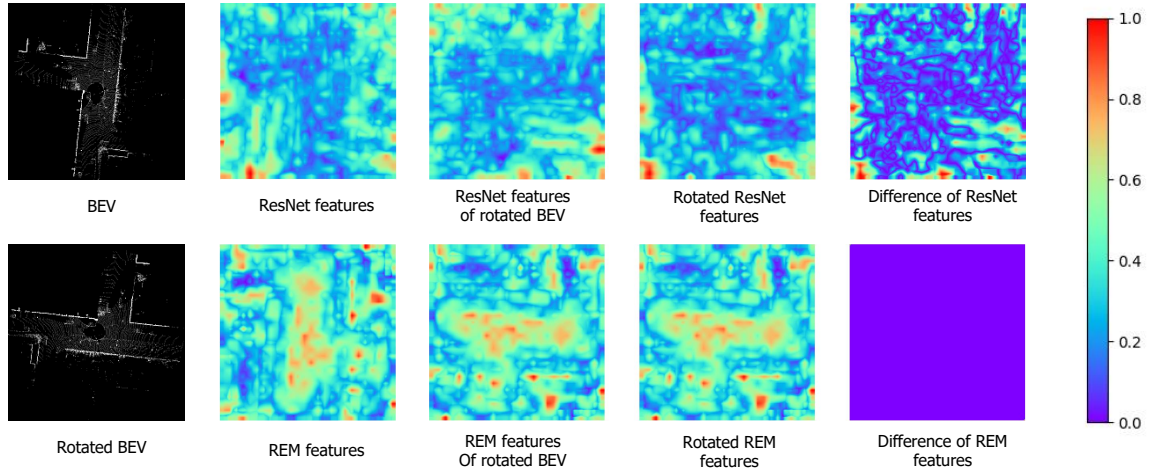 BEV
ResNet features
ResNet features
of rotated BEV
Rotated ResNet
features
Difference of ResNet
features
Rotated BEV
REM features
REM features
Of rotated BEV
Rotated REM
features
Difference of REM
features
1.0
0.8
0.6
0.4
0.2
0.0